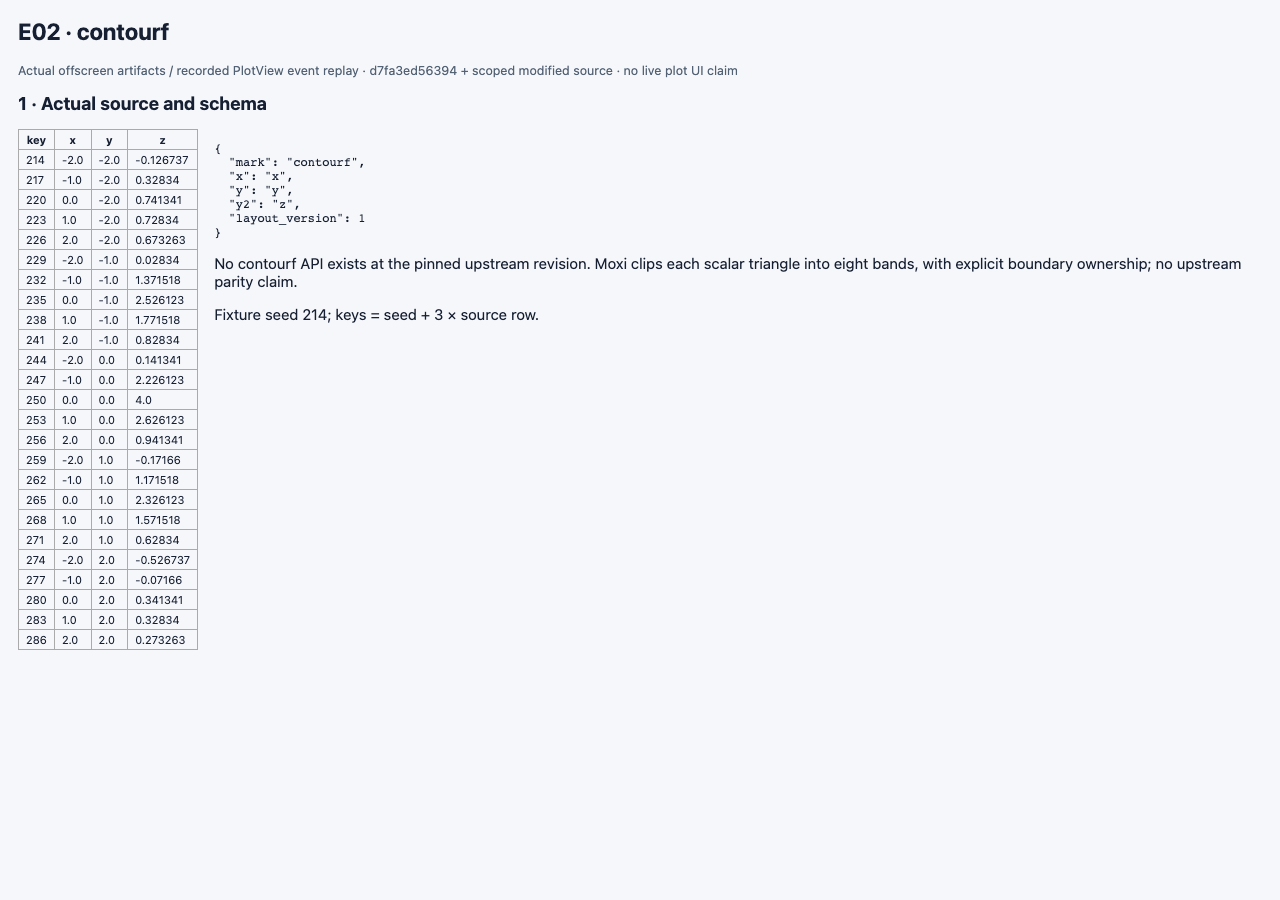 E02 · contourf
Actual offscreen artifacts / recorded PlotView event replay · d7fa3ed56394 + scoped modified source · no live plot UI claim
1 · Actual source and schema
key x y z
214 -2.0 -2.0 -0.126737
217 -1.0 -2.0 0.32834
220 0.0 -2.0 0.741341
223 1.0 -2.0 0.72834
226 2.0 -2.0 0.673263
229 -2.0 -1.0 0.02834
232 -1.0 -1.0 1.371518
235 0.0 -1.0 2.526123
238 1.0 -1.0 1.771518
241 2.0 -1.0 0.82834
244 -2.0 0.0 0.141341
247 -1.0 0.0 2.226123
250 0.0 0.0 4.0
253 1.0 0.0 2.626123
256 2.0 0.0 0.941341
259 -2.0 1.0 -0.17166
262 -1.0 1.0 1.171518
265 0.0 1.0 2.326123
268 1.0 1.0 1.571518
271 2.0 1.0 0.62834
274 -2.0 2.0 -0.526737
277 -1.0 2.0 -0.07166
280 0.0 2.0 0.341341
283 1.0 2.0 0.32834
286 2.0 2.0 0.273263
{
"mark": "contourf",
"x": "x",
"y": "y",
"y2": "z",
"layout_version": 1
}
No contourf API exists at the pinned upstream revision. Moxi clips each scalar triangle into eight bands, with explicit boundary ownership; no upstream
parity claim.
Fixture seed 214; keys = seed + 3 × source row.